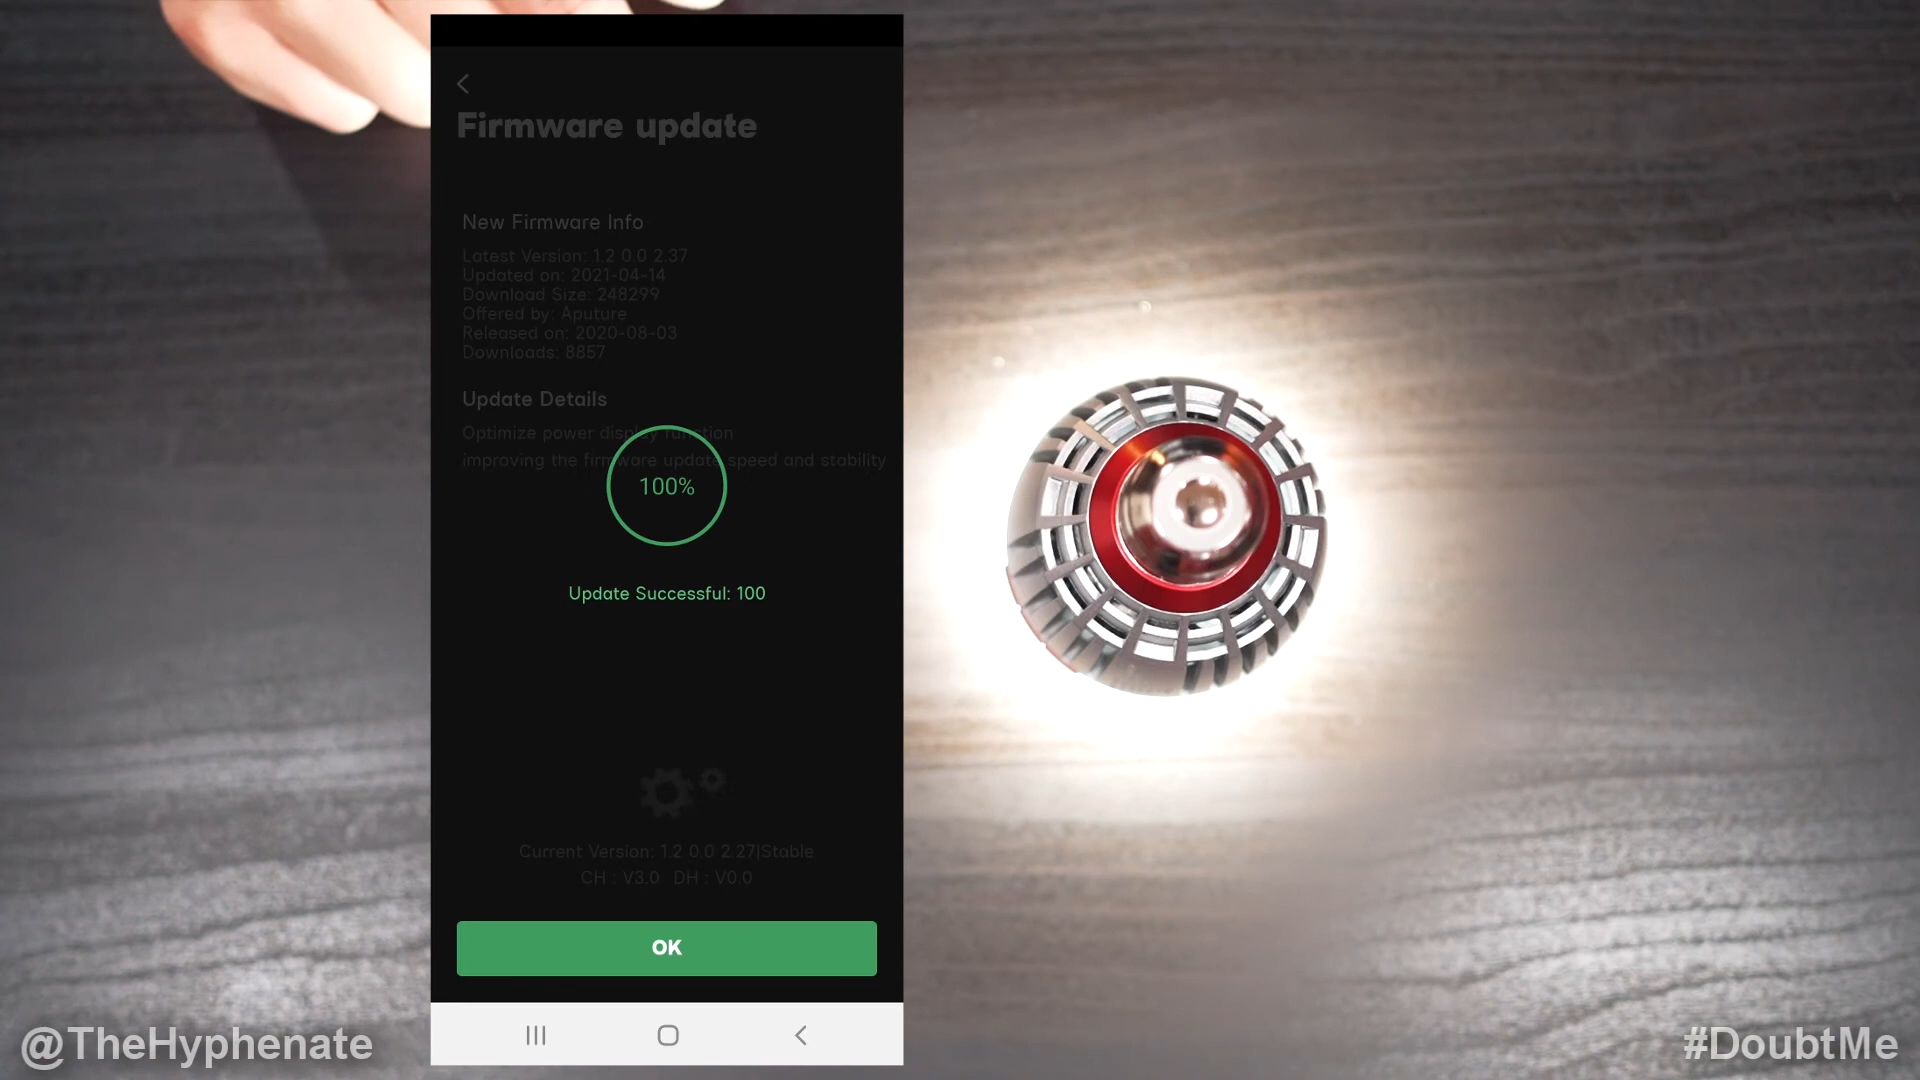 Firmware update
New Firmware Info
Latest Version: 1.2 0.0 2.37
Updated on: 2021-04-14
Download Size: 248299
Offered by: Aputure
Released on: 2020-08-03
Downloads: 8857
Update Details
Optimize power display function
improving the firmware update speed and stability
100%
Update Successful: 100
Current Version: 1.2 0.0 2.27|Stable
CH : V3.0 DH : V0.0
OK
@TheHyphenate
#DoubtMe